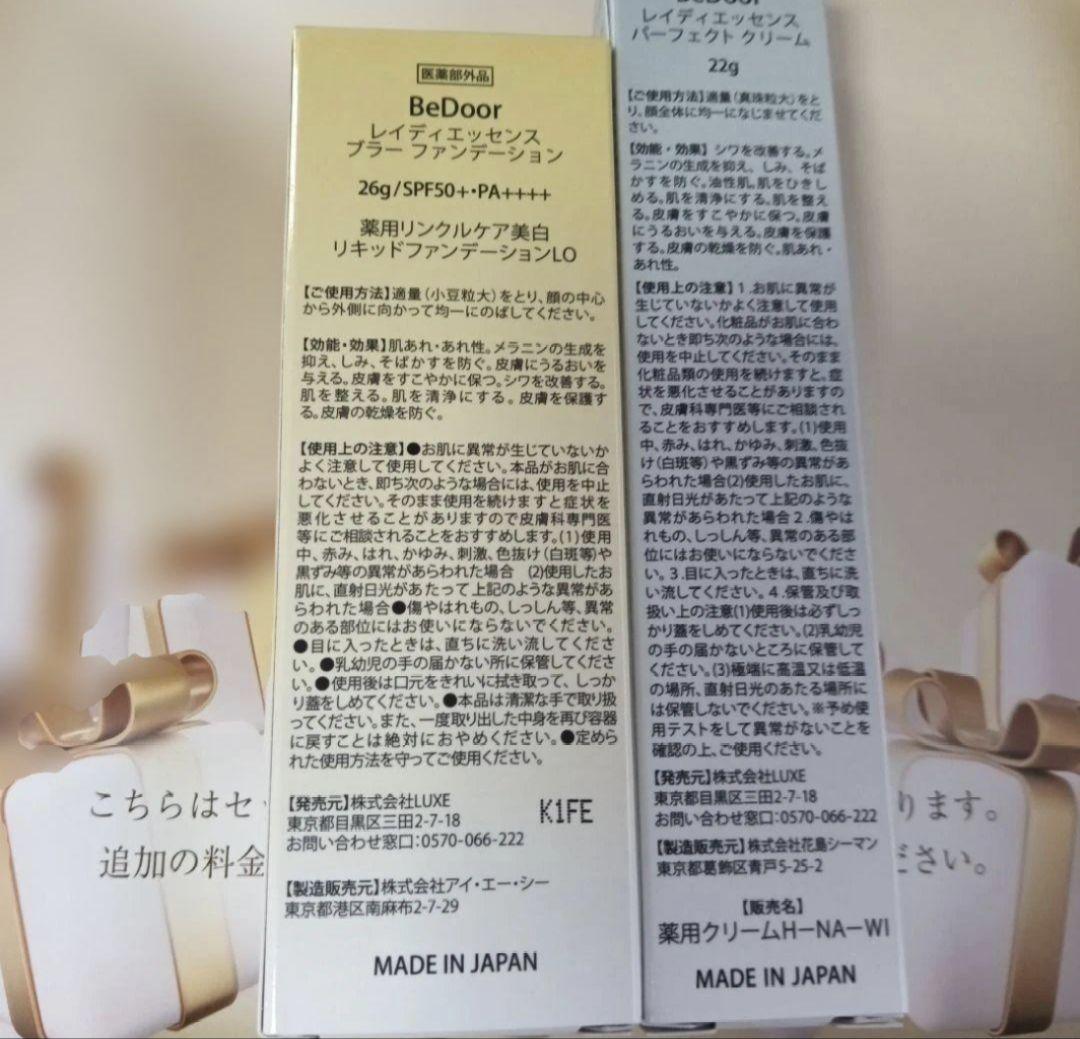 医薬部外品
BeDoor
レイディエッセンス
ブラー ファンデーション
26g/SPF50+・PA++++
薬用リンクルケア美白
リキッドファンデーションLO
【ご使用方法】適量(小豆粒大)をとり、顔の中心
から外側に向かって均一にのばしてください。
【効能・効果】肌あれ・あれ性。メラニンの生成を
抑え、しみ、そばかすを防ぐ。皮膚にうるおいを
与える。皮膚をすこやかに保つ。シワを改善する。
肌を整える。肌を清浄にする。皮膚を保護す
る。皮膚の乾燥を防ぐ。
【使用上の注意】●お肌に異常が生じていないか
よく注意して使用してください。本品がお肌に合
わないとき、即ち次のような場合には、使用を中止
してください。そのまま使用を続けますと症状を
悪化させることがありますので皮膚科専門医
等にご相談されることをおすすめします。(1)使用
中、赤み、はれ、かゆみ、刺激、色抜け(白斑等)や
黒ずみ等の異常があらわれた場合 (2)使用したお
肌に、直射日光があたって上記のような異常があ
らわれた場合●傷やはれもの、しっしん等、異常
のある部位にはお使いにならないでください。
●目に入ったときは、直ちに洗い流してくださ
い。●乳幼児の手の届かない所に保管してくださ
い。●使用後は口元をきれいに拭き取って、しっか
り蓋をしめてください。●本品は清潔な手で取り扱
ってください。また、一度取り出した中身を再び容器
に戻すことは絶対におやめください。●定めら
れた使用方法を守ってご使用ください。
【発売元】株式会社LUXE
東京都目黒区三田2-7-18
お問い合わせ窓口:0570-066-222
K1FE
【製造販売元】株式会社アイ・エー・シー
東京都港区南麻布2-7-29
MADE IN JAPAN
BeDoor
レイディエッセンス
パーフェクト クリーム
22g
【ご使用方法】適量(真珠粒大)をと
り、顔全体に均一になじませてくだ
さい。
【効能・効果】シワを改善する。メ
ラニンの生成を抑え、しみ、そば
かすを防ぐ。油性肌。肌をひきし
める。肌を清浄にする。肌を整え
る。皮膚をすこやかに保つ。皮膚
にうるおいを与える。皮膚を保護
する。皮膚の乾燥を防ぐ。肌あれ・
あれ性。
【使用上の注意】1.お肌に異常が
生じていないかよく注意して使用
してください。化粧品がお肌に合わ
ないとき即ち次のような場合には、
使用を中止してください。そのまま
化粧品類の使用を続けますと、症
状を悪化させることがありますの
で、皮膚科専門医等にご相談され
ることをおすすめします。(1)使用
中、赤み、はれ、かゆみ、刺激、色抜
け(白斑等)や黒ずみ等の異常があ
らわれた場合(2)使用したお肌に、
直射日光があたって上記のような
異常があらわれた場合2.傷やは
れもの、しっしん等、異常のある部
位にはお使いにならないでくださ
い。3.目に入ったときは、直ちに洗
い流してください。4.保管及び取
扱い上の注意(1)使用後は必ずしっ
かり蓋をしめてください。(2)乳幼児
の手の届かないところに保管して
ください。(3)極端に高温又は低温
の場所、直射日光のあたる場所に
は保管しないでください。※予め使
用テストをして異常がないことを
確認の上、ご使用ください。
【発売元】株式会社LUXE
東京都目黒区三田2-7-18
お問い合わせ窓口:0570-066-222
【製造販売元】株式会社花島シーマン
東京都葛飾区青戸5-25-2
【販売名】
薬用クリームH-NA-WI
MADE IN JAPAN
こちらはセッ
ります。
追加の料金
ださい。